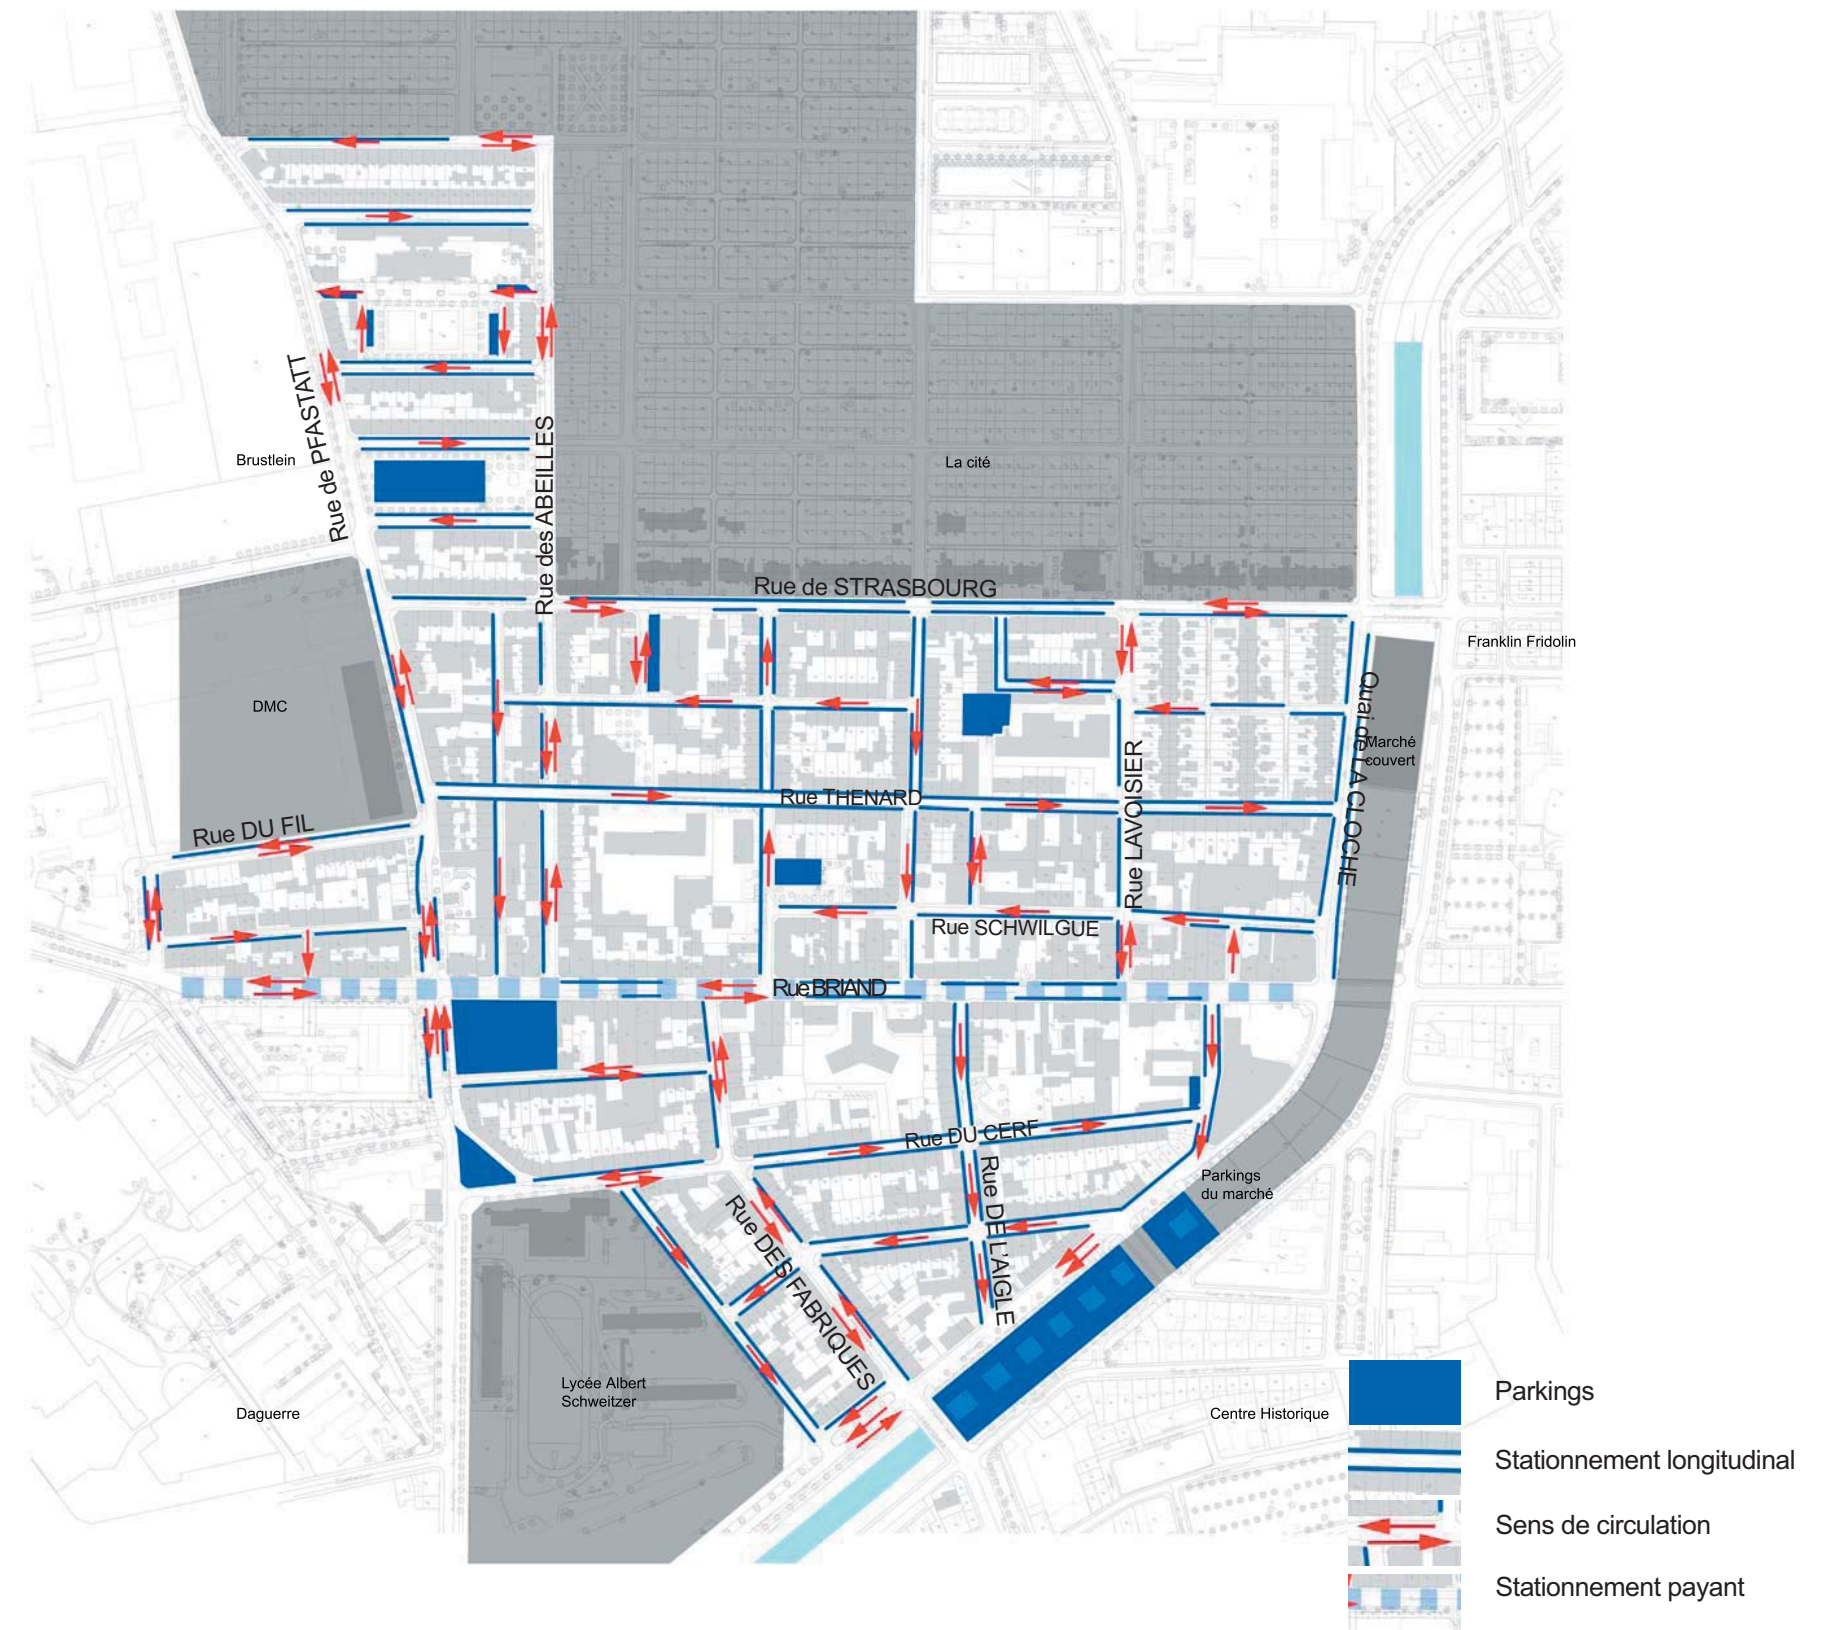 Rue de PFASTATT
Brustlein
Rue des ABEILLES
La cité
Rue de STRASBOURG
Franklin Fridolin
DMC
Quai de LA CLOCHE
Marché
couvert
Rue THENARD
Rue LAVOISIER
Rue DU FIL
Rue SCHWILGUE
Rue BRIAND
Rue DU CERF
Rue DE L'AIGLE
Parkings
du marché
Rue DES FABRIQUES
Lycée Albert
Schweitzer
Daguerre
Centre Historique
Parkings
Stationnement longitudinal
Sens de circulation
Stationnement payant